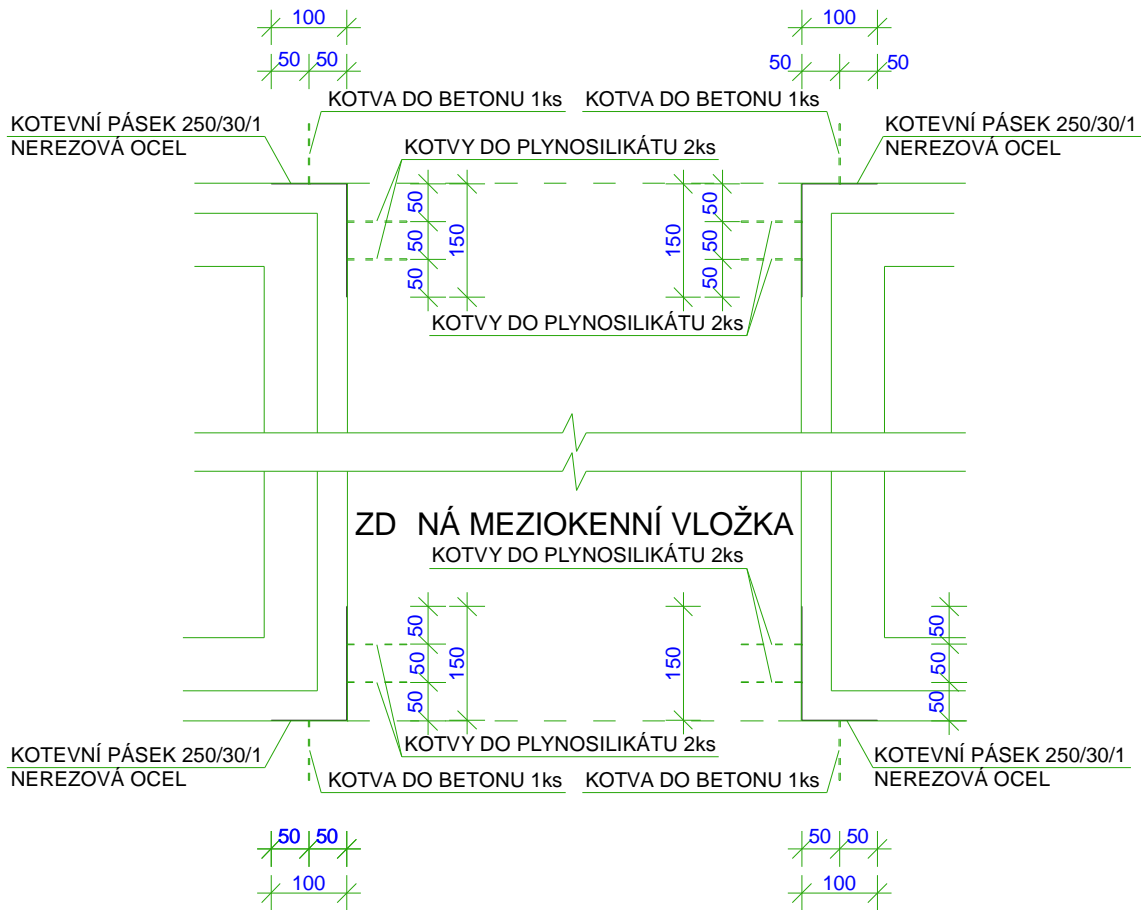 100
100
50 50
50 50
KOTVA DO BETONU 1ks
KOTVA DO BETONU 1ks
KOTEVNÍ PÁSEK 250/30/1
NEREZOVÁ OCEL
KOTVY DO PLYNOSILIKÁTU 2ks
KOTEVNÍ PÁSEK 250/30/1
NEREZOVÁ OCEL
50
50
50
150
150
50
50
50
KOTVY DO PLYNOSILIKÁTU 2ks
ZD NÁ MEZIOKENNÍ VLOŽKA
KOTVY DO PLYNOSILIKÁTU 2ks
50
50
50
150
150
50
50
50
KOTEVNÍ PÁSEK 250/30/1
NEREZOVÁ OCEL
KOTVY DO PLYNOSILIKÁTU 2ks
KOTVA DO BETONU 1ks
KOTVA DO BETONU 1ks
KOTEVNÍ PÁSEK 250/30/1
NEREZOVÁ OCEL
50 50
50 50
100
100